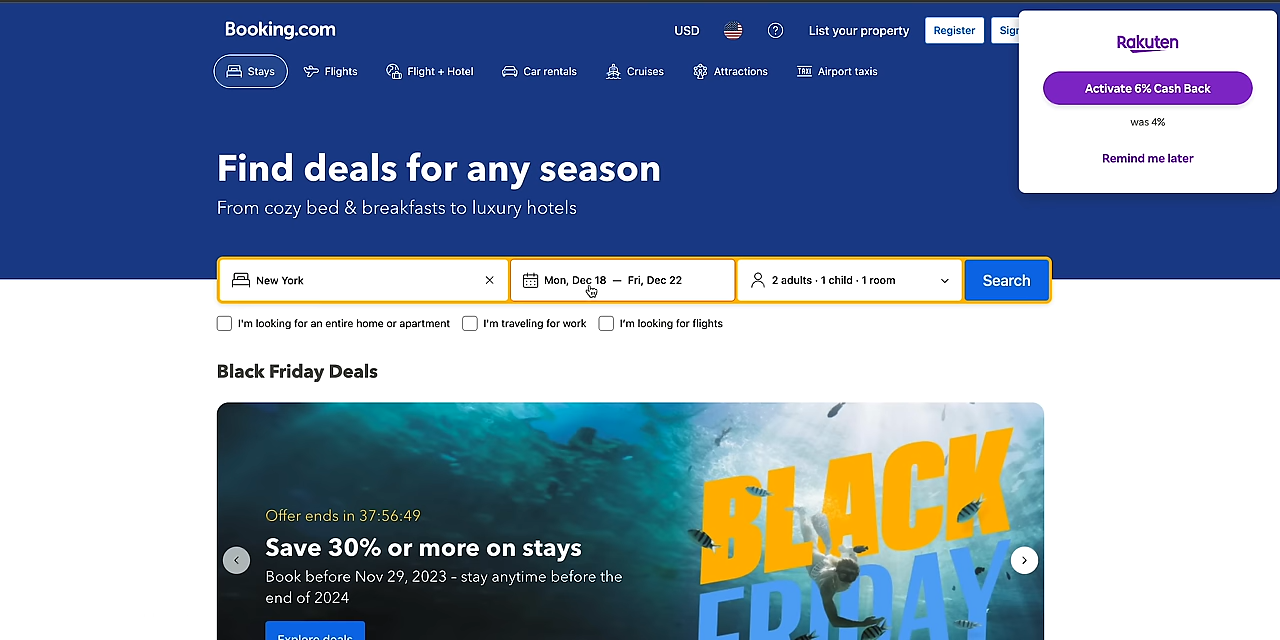 Booking.com
USD
List your property
Register
Sig
Stays
Flights
Flight + Hotel
Car rentals
Cruises
Attractions
TAXI
Airport taxis
Rakuten
Activate 6% Cash Back
was 4%
Remind me later
Find deals for any season
From cozy bed & breakfasts to luxury hotels
New York
Mon, Dec 18 — Fri, Dec 22
2 adults · 1 child · 1 room
Search
I'm looking for an entire home or apartment
I'm traveling for work
I'm looking for flights
Black Friday Deals
Offer ends in 37:56:49
Save 30% or more on stays
Book before Nov 29, 2023 – stay anytime before the
end of 2024
Explore deals
BLACK
FRIDAY